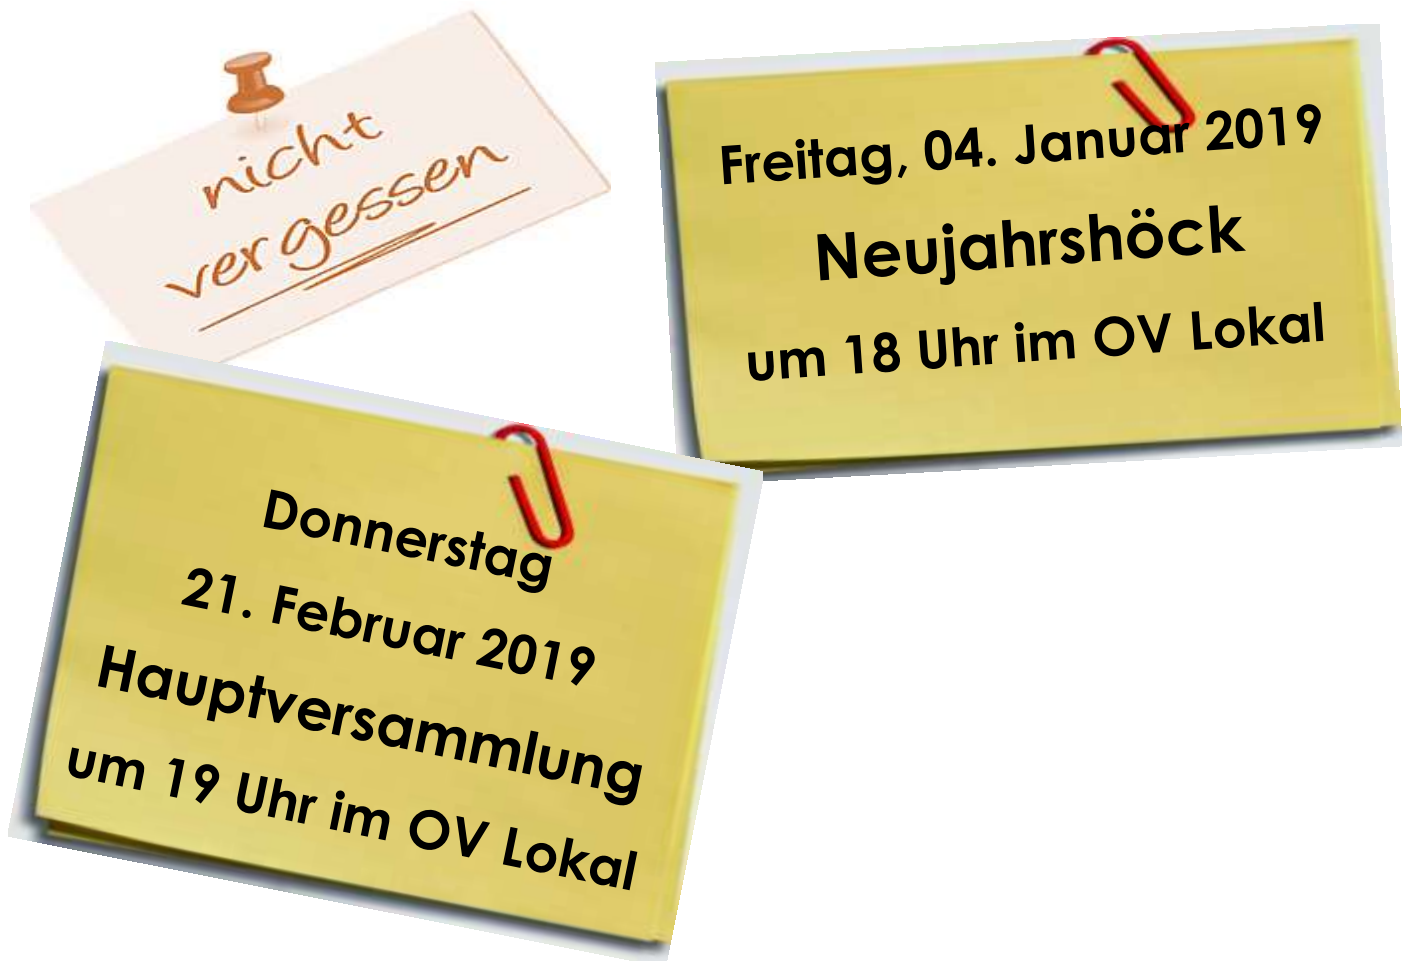 nicht
vergessen
Freitag, 04. Januar 2019
Neujahrshöck
um 18 Uhr im OV Lokal
Donnerstag
21. Februar 2019
Hauptversammlung
um 19 Uhr im OV Lokal